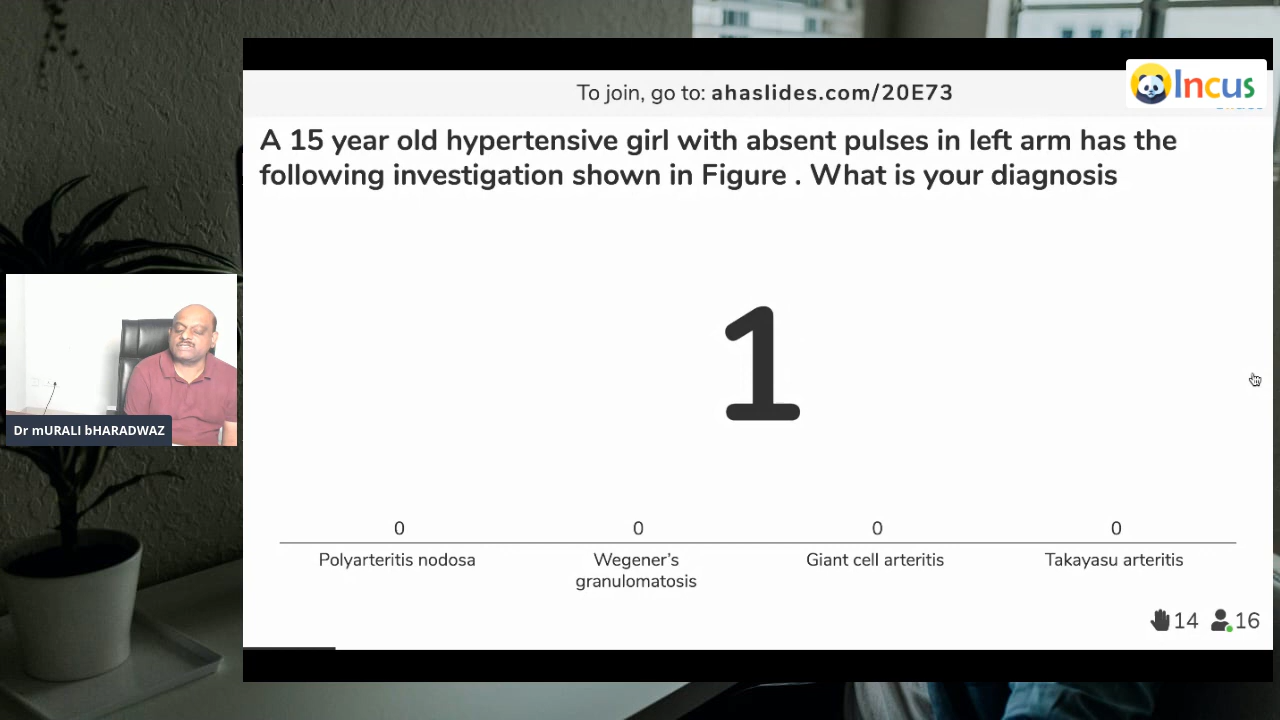 To join, go to: ahaslides.com/20E73
Incus
A 15 year old hypertensive girl with absent pulses in left arm has the
following investigation shown in Figure . What is your diagnosis
1
0
0
0
0
Polyarteritis nodosa
Wegener's
granulomatosis
Giant cell arteritis
Takayasu arteritis
14
16
Dr mURALI bHARADWAZ